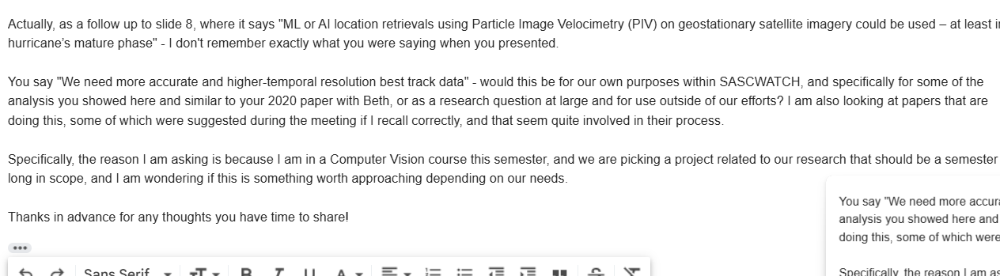 Actually, as a follow up to slide 8, where it says "ML or AI location retrievals using Particle Image Velocimetry (PIV) on geostationary satellite imagery could be used – at least
hurricane's mature phase" - I don't remember exactly what you were saying when you presented.
You say "We need more accurate and higher-temporal resolution best track data" - would this be for our own purposes within SASCWATCH, and specifically for some of the
analysis you showed here and similar to your 2020 paper with Beth, or as a research question at large and for use outside of our efforts? I am also looking at papers that are
doing this, some of which were suggested during the meeting if I recall correctly, and that seem quite involved in their process.
Specifically, the reason I am asking is because I am in a Computer Vision course this semester, and we are picking a project related to our research that should be a semester
long in scope, and I am wondering if this is something worth approaching depending on our needs.
Thanks in advance for any thoughts you have time to share!
You say "We need more
analysis you showed here and
doing this, some of which were
Specifically, the reason I am
Sans Serif